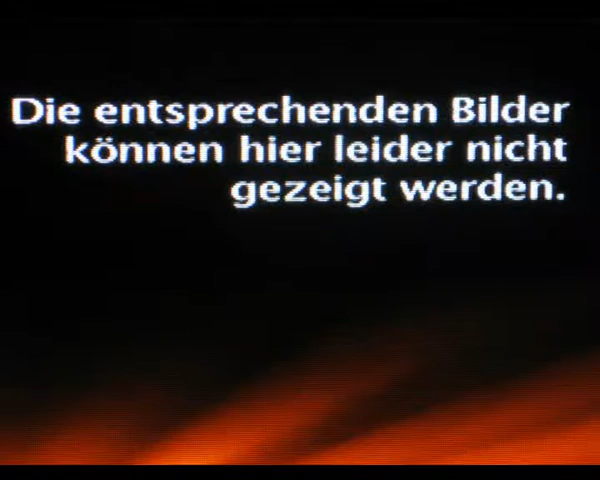 Die entsprechenden Bilder
können hier leider nicht
gezeigt werden.